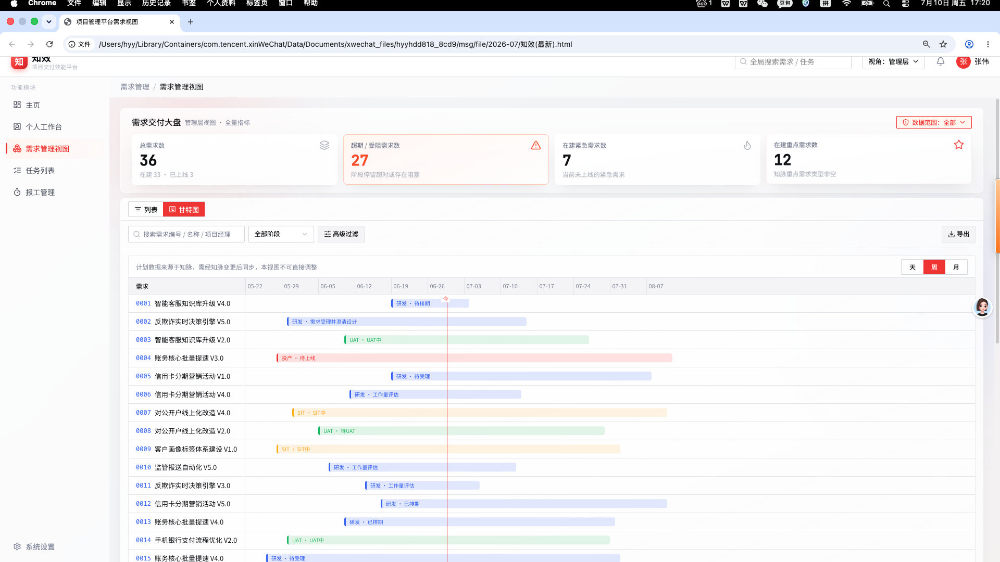 Chrome 文件 编辑 显示 历史记录 书签 个人资料 标签页 窗口 帮助 1 豆包 拼 7月10日 周五 17:20
项目管理平台需求视图
文件 /Users/hyy/Library/Containers/com.tencent.xinWeChat/Data/Documents/xwechat_files/hyyhdd818_8cd9/msg/file/2026-07/知效(最新).html
知 知效
项目交付效能平台
全局搜索需求 / 任务
视角：管理层
张 张伟
功能模块
主页
个人工作台
需求管理视图
任务列表
报工管理
系统设置
需求管理 / 需求管理视图
需求交付大盘 管理层视图 · 全量指标
数据范围：全部
总需求数
36
在建 33 · 已上线 3
超期 / 受阻需求数
27
阶段停留超时或存在阻塞
在建紧急需求数
7
当前未上线的紧急需求
在建重点需求数
12
知脉重点需求类型非空
列表 甘特图
搜索需求编号 / 名称 / 项目经理 全部阶段 高级过滤 导出
计划数据来源于知脉，需经知脉变更后同步，本视图不可直接调整 天 周 月
需求 05-22 05-29 06-05 06-12 06-19 06-26 07-03 07-10 07-17 07-24 07-31 08-07
今
0001 智能客服知识库升级 V4.0 研发 · 待排期
0002 反欺诈实时决策引擎 V5.0 研发 · 需求受理并澄清设计
0003 智能客服知识库升级 V2.0 UAT · UAT中
0004 账务核心批量提速 V3.0 投产 · 待上线
0005 信用卡分期营销活动 V1.0 研发 · 待受理
0006 信用卡分期营销活动 V4.0 研发 · 工作量评估
0007 对公开户线上化改造 V4.0 SIT · SIT中
0008 对公开户线上化改造 V2.0 UAT · 待UAT
0009 客户画像标签体系建设 V1.0 SIT · SIT中
0010 监管报送自动化 V5.0 研发 · 工作量评估
0011 反欺诈实时决策引擎 V3.0 研发 · 工作量评估
0012 信用卡分期营销活动 V5.0 研发 · 已排期
0013 账务核心批量提速 V4.0 研发 · 已排期
0014 手机银行支付流程优化 V2.0 UAT · UAT中
0015 账务核心批量提速 V4.0 研发 · 待受理